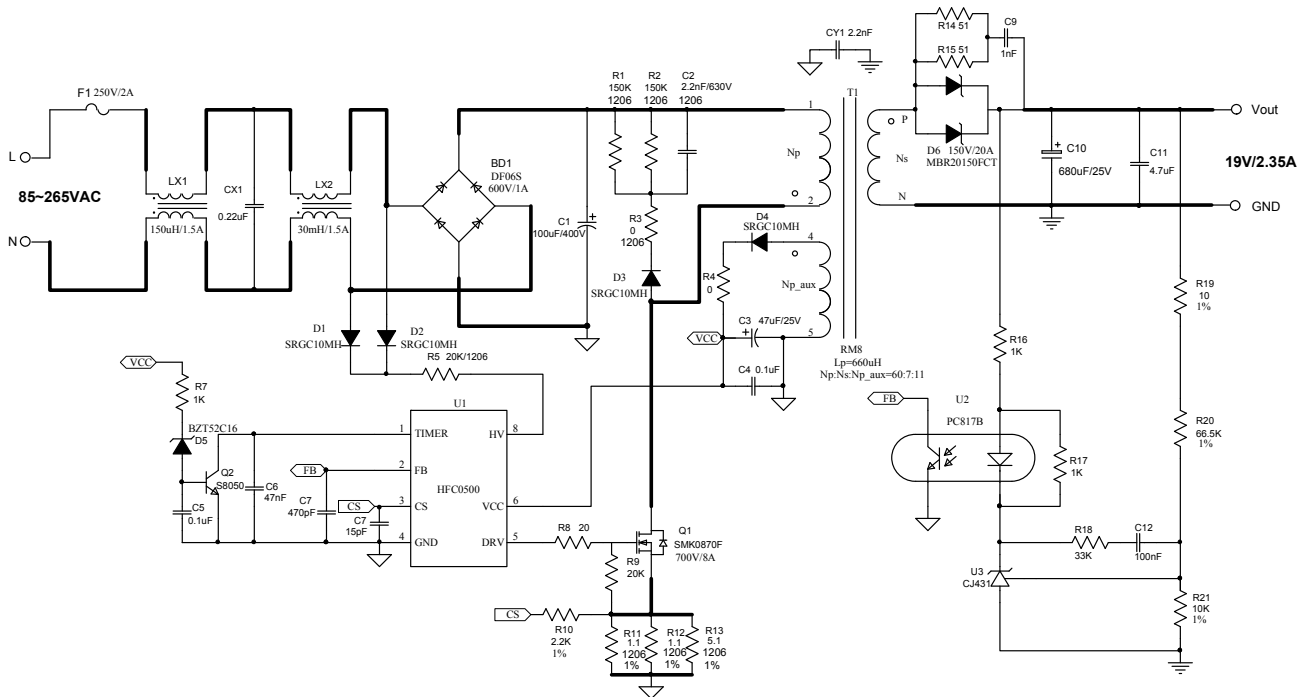 F1 250V/2A
L
85~265VAC
N
LX1
150uH/1.5A
CX1
0.22uF
LX2
30mH/1.5A
BD1
DF06S
600V/1A
C1
100uF/400V
+
R1
150K
1206
R2
150K
1206
C2
2.2nF/630V
1206
R3
0
1206
D3
SRGC10MH
CY1 2.2nF
T1
1
Np
2
4
Np_aux
5
P
Ns
N
RM8
Lp=660uH
Np:Ns:Np_aux=60:7:11
R14 51
R15 51
C9
1nF
D6 150V/20A
MBR20150FCT
+
C10
680uF/25V
C11
4.7uF
Vout
19V/2.35A
GND
D4
SRGC10MH
R4
0
VCC
+
C3 47uF/25V
C4 0.1uF
D1
SRGC10MH
D2
SRGC10MH
R5 20K/1206
VCC
R7
1K
BZT52C16
D5
Q2
S8050
C5
0.1uF
C6
47nF
FB
C7
470pF
CS
C7
15pF
U1
HFC0500
1 TIMER
2 FB
3 CS
4 GND
HV 8
VCC 6
DRV 5
R8 20
R9
20K
Q1
SMK0870F
700V/8A
CS
R10
2.2K
1%
R11
1.1
1206
1%
R12
1.1
1206
1%
R13
5.1
1206
1%
R16
1K
FB
U2
PC817B
R17
1K
R18
33K
C12
100nF
U3
CJ431
R19
10
1%
R20
66.5K
1%
R21
10K
1%